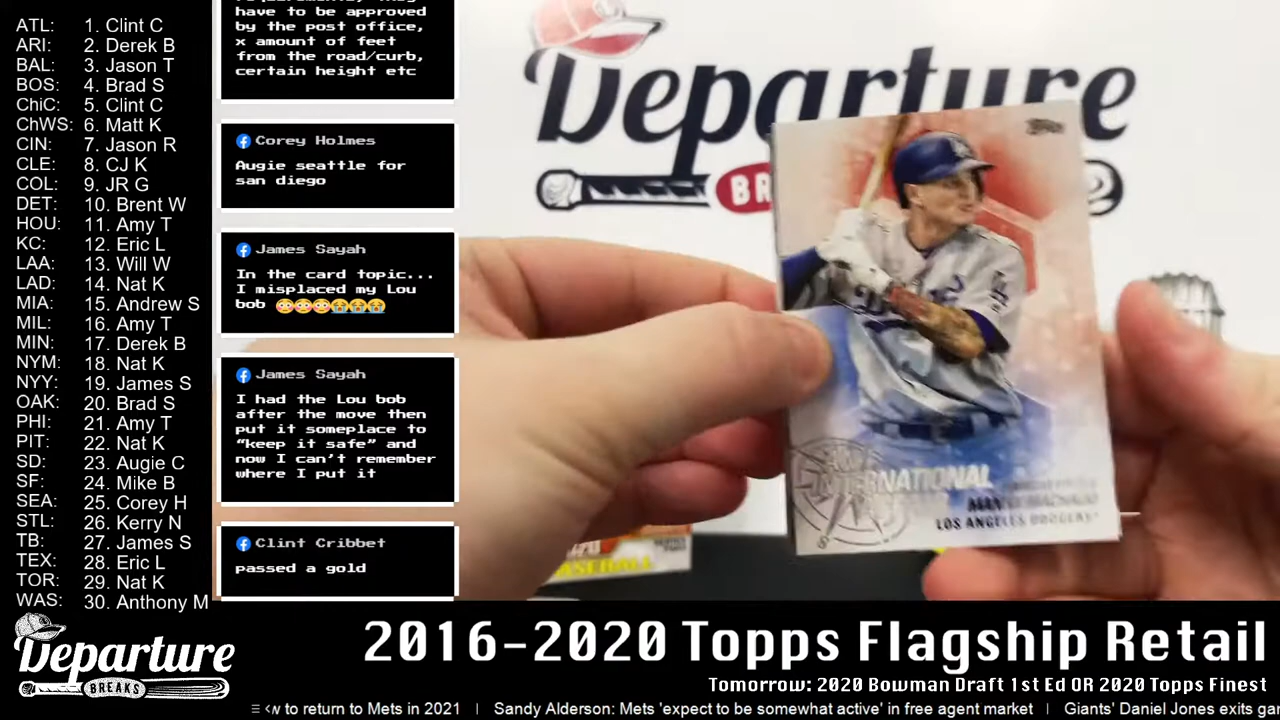 ATL: 1. Clint C
ARI: 2. Derek B
BAL: 3. Jason T
BOS: 4. Brad S
ChiC: 5. Clint C
ChWS: 6. Matt K
CIN: 7. Jason R
CLE: 8. CJ K
COL: 9. JR G
DET: 10. Brent W
HOU: 11. Amy T
KC: 12. Eric L
LAA: 13. Will W
LAD: 14. Nat K
MIA: 15. Andrew S
MIL: 16. Amy T
MIN: 17. Derek B
NYM: 18. Nat K
NYY: 19. James S
OAK: 20. Brad S
PHI: 21. Amy T
PIT: 22. Nat K
SD: 23. Augie C
SF: 24. Mike B
SEA: 25. Corey H
STL: 26. Kerry N
TB: 27. James S
TEX: 28. Eric L
TOR: 29. Nat K
WAS: 30. Anthony M
have to be approved
by the post office,
x amount of feet
from the road/curb,
certain height etc
Corey Holmes
Augie seattle for
san diego
James Sayah
In the card topic...
I misplaced my Lou
bob 😳😳😳😭😭😭
James Sayah
I had the Lou bob
after the move then
put it someplace to
“keep it safe” and
now I can’t remember
where I put it
Clint Cribbet
passed a gold
Departure
BR
topps
INTERNATIONAL
MANNY MACHADO
LOS ANGELES DODGERS
BASEBALL
Departure
BREAKS
2016-2020 Topps Flagship Retail
Tomorrow: 2020 Bowman Draft 1st Ed OR 2020 Topps Finest
to return to Mets in 2021 | Sandy Alderson: Mets 'expect to be somewhat active' in free agent market | Giants' Daniel Jones exits ga